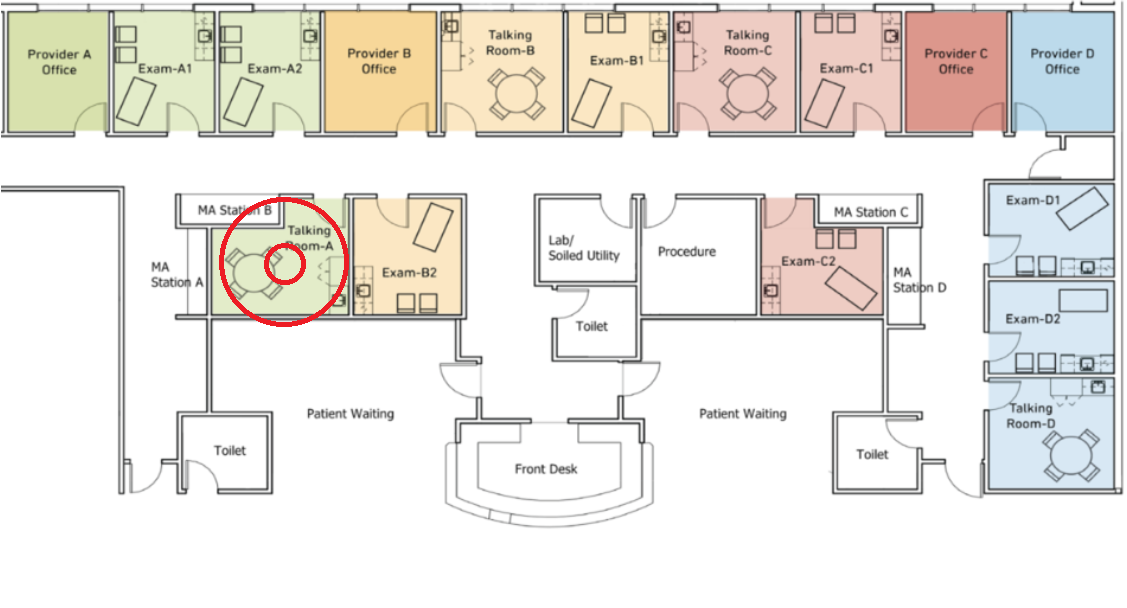 Provider A
Office
Exam-A1
Exam-A2
Provider B
Office
Talking
Room-B
Exam-B1
Talking
Room-C
Exam-C1
Provider C
Office
Provider D
Office
MA Station B
Talking
Room-A
MA
Station A
Exam-B2
Lab/
Soiled Utility
Procedure
Exam-C2
MA Station C
MA
Station D
Exam-D1
Exam-D2
Toilet
Patient Waiting
Patient Waiting
Talking
Room-D
Toilet
Front Desk
Toilet